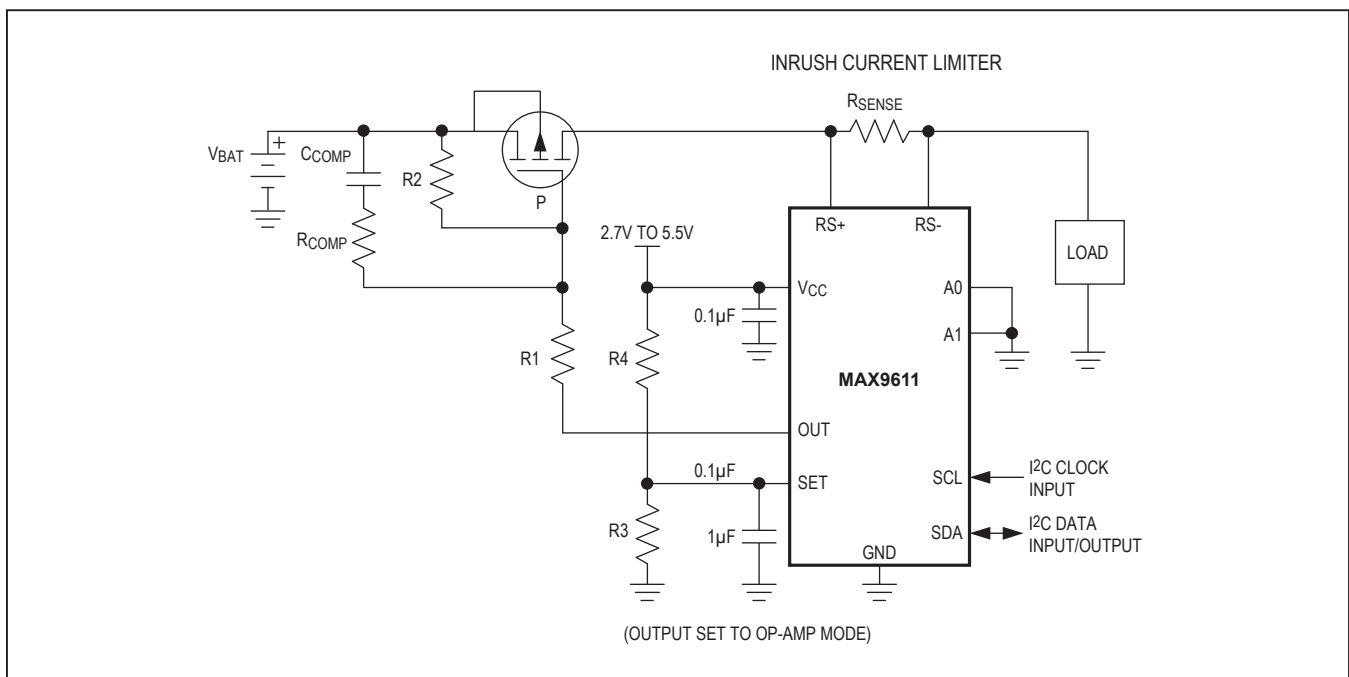 INRUSH CURRENT LIMITER
RSENSE
VBAT
+
CCOMP
R2
P
RCOMP
2.7V TO 5.5V
RS+
RS-
LOAD
VCC
A0
0.1µF
A1
R1
R4
MAX9611
OUT
0.1µF
SET
SCL
I2C CLOCK
INPUT
R3
1µF
SDA
I2C DATA
INPUT/OUTPUT
GND
(OUTPUT SET TO OP-AMP MODE)